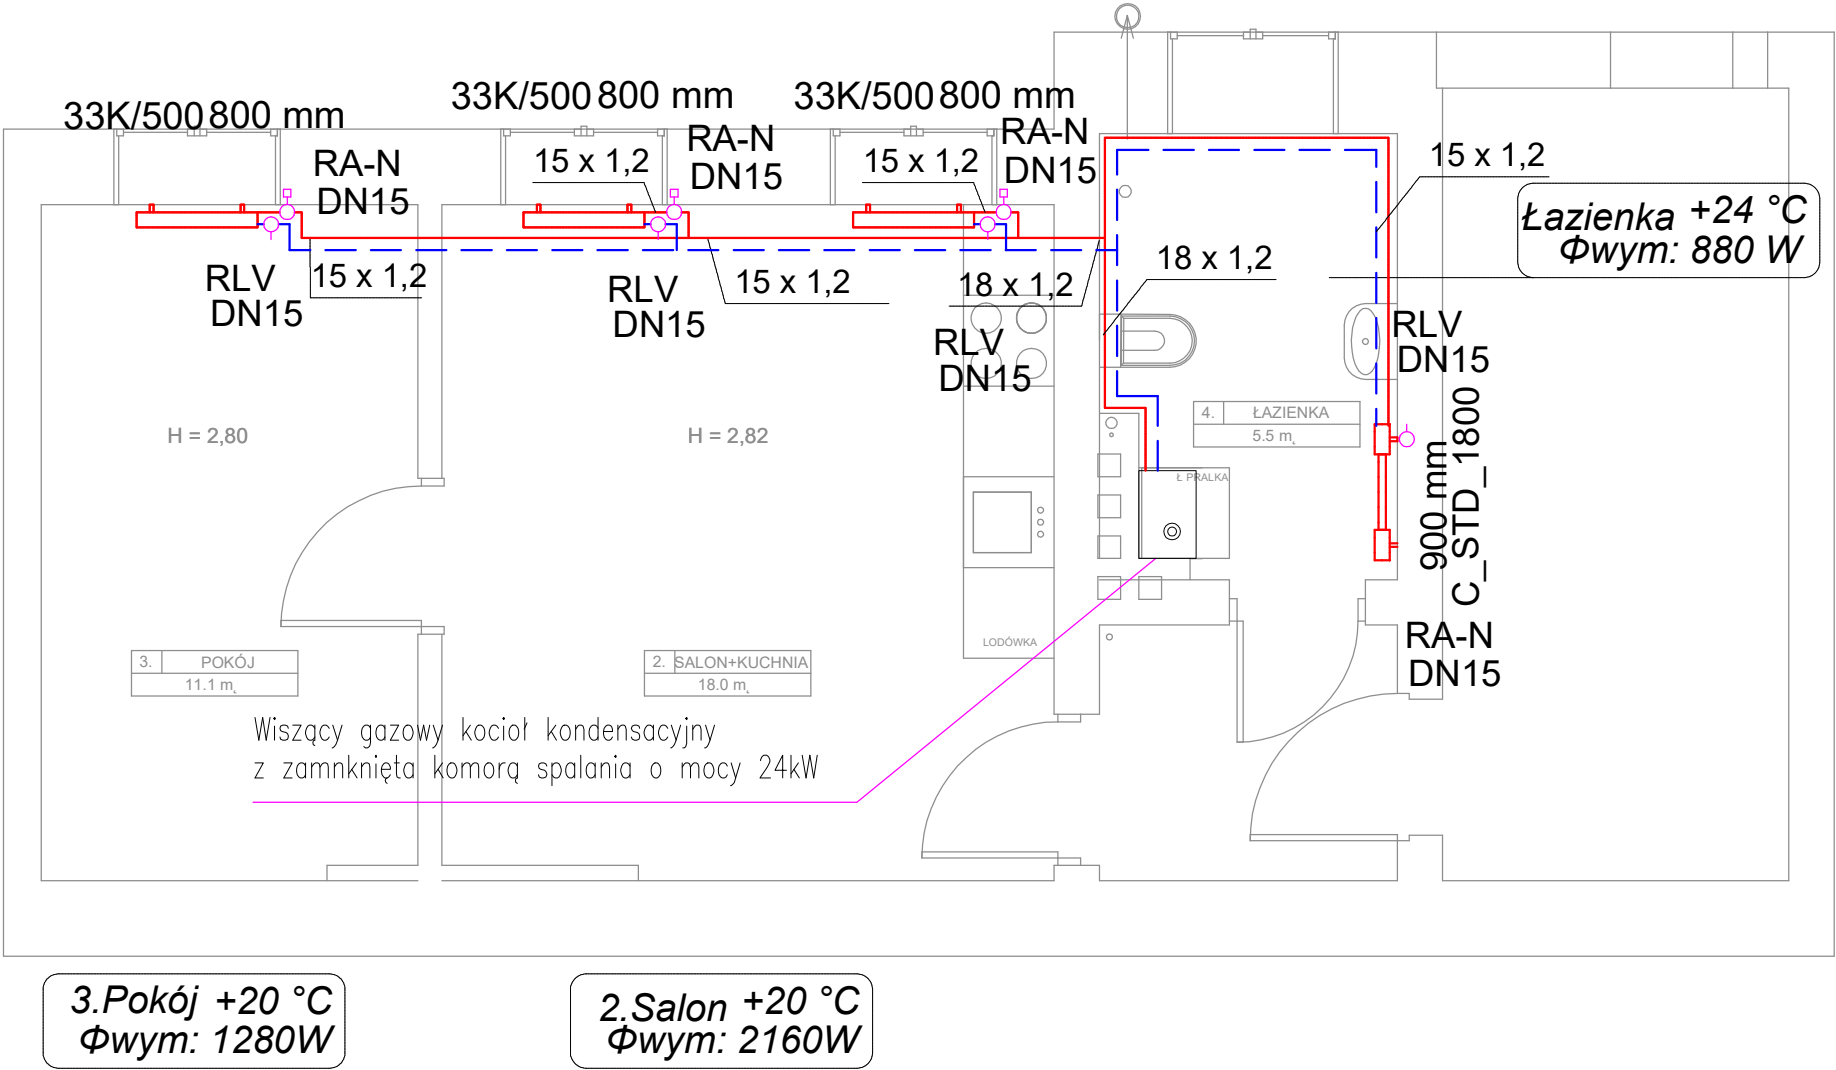 33K/500 800 mm
33K/500 800 mm
33K/500 800 mm
RA-N
DN15
RA-N
DN15
RA-N
DN15
15 x 1,2
15 x 1,2
15 x 1,2
Łazienka +24 °C
Φwym: 880 W
RLV
DN15
15 x 1,2
RLV
DN15
15 x 1,2
18 x 1,2
18 x 1,2
RLV
DN15
RLV
DN15
H = 2,80
H = 2,82
4. ŁAZIENKA
5.5 m
Ł PRALKA
900 mm
C_STD_1800
RA-N
DN15
LODÓWKA
3. POKÓJ
11.1 m
2. SALON+KUCHNIA
18.0 m
Wiszący gazowy kocioł kondensacyjny
z zamnknięta komorą spalania o mocy 24kW
3.Pokój +20 °C
Φwym: 1280W
2.Salon +20 °C
Φwym: 2160W